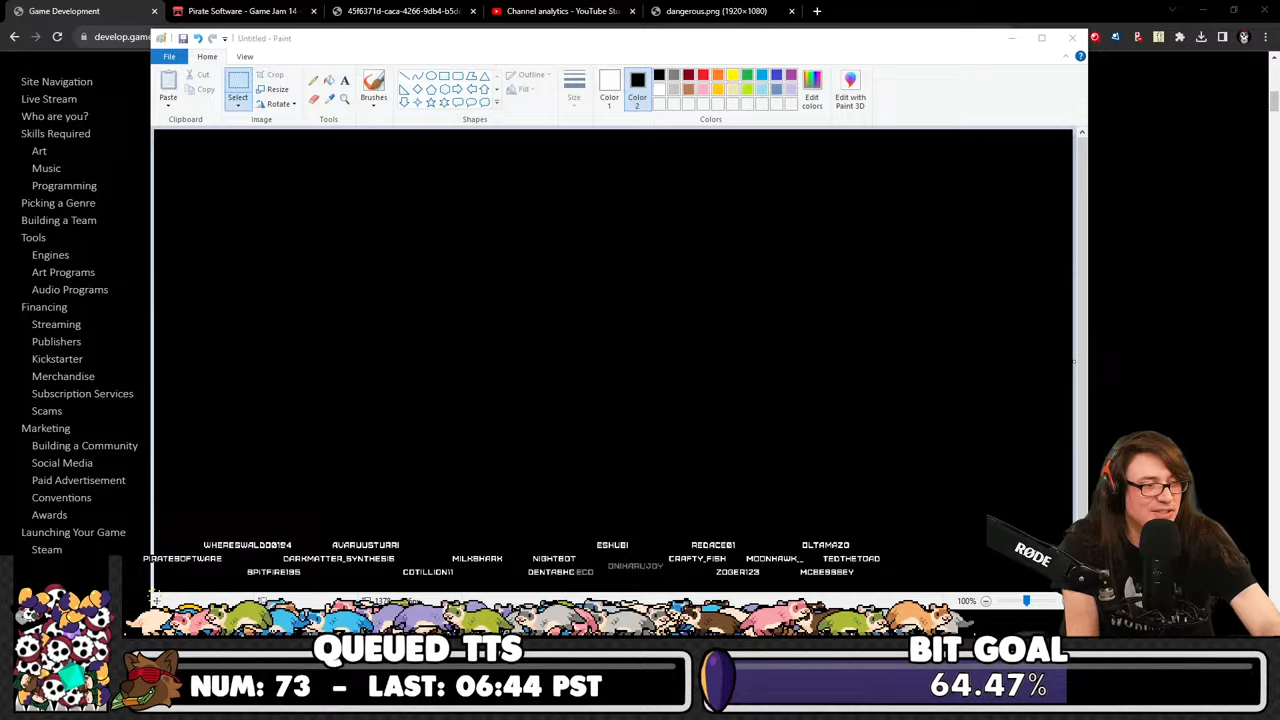 Game Development
Pirate Software - Game Jam 14 -
45f6371d-caca-4266-9db4-b5d
Channel analytics - YouTube Stu
dangerous.png (1920×1080)
develop.game
Untitled - Paint
File
Home
View
Paste
Cut
Copy
Clipboard
Select
Crop
Resize
Rotate
Image
Tools
Brushes
Shapes
Outline
Fill
Size
Color 1
Color 2
Edit colors
Edit with Paint 3D
Colors
Site Navigation
Live Stream
Who are you?
Skills Required
Art
Music
Programming
Picking a Genre
Building a Team
Tools
Engines
Art Programs
Audio Programs
Financing
Streaming
Publishers
Kickstarter
Merchandise
Subscription Services
Scams
Marketing
Building a Community
Social Media
Paid Advertisement
Conventions
Awards
Launching Your Game
Steam
AVARUUSTURRI
ESHUBI
REDACE01
OLTAMAZO
PIRATESOFTWARE
DARKMATTER_SYNTHESIS
MILKSHARK
NIGHTBOT
ONIHARUJOY
CRAFTY_FISH
MOONHAWK_
TEDTHETOAD
SPITFIRE195
COTILLION11
ZOGER123
MCBESSEY
100%
RØDE
QUEUED TTS
NUM: 73 - LAST: 06:44 PST
BIT GOAL
64.47%